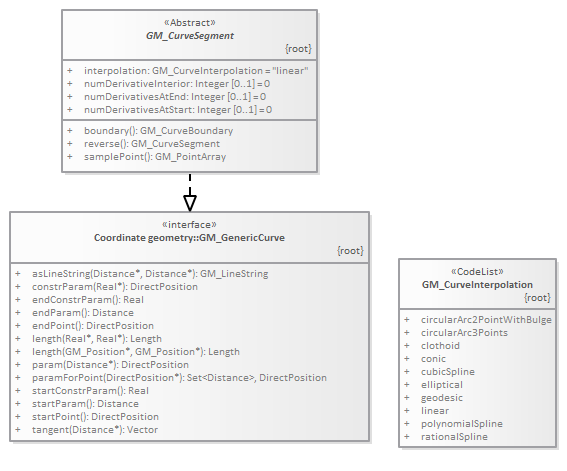 «Abstract»
GM_CurveSegment
{root}
+ interpolation: GM_CurveInterpolation = "linear"
+ numDerivativeInterior: Integer [0..1] = 0
+ numDerivativesAtEnd: Integer [0..1] = 0
+ numDerivativesAtStart: Integer [0..1] = 0
+ boundary(): GM_CurveBoundary
+ reverse(): GM_CurveSegment
+ samplePoint(): GM_PointArray
«interface»
Coordinate geometry::GM_GenericCurve
{root}
+ asLineString(Distance*, Distance*): GM_LineString
+ constrParam(Real*): DirectPosition
+ endConstrParam(): Real
+ endParam(): Distance
+ endPoint(): DirectPosition
+ length(Real*, Real*): Length
+ length(GM_Position*, GM_Position*): Length
+ param(Distance*): DirectPosition
+ paramForPoint(DirectPosition*): Set<Distance>, DirectPosition
+ startConstrParam(): Real
+ startParam(): Distance
+ startPoint(): DirectPosition
+ tangent(Distance*): Vector
«CodeList»
GM_CurveInterpolation
{root}
+ circularArc2PointWithBulge
+ circularArc3Points
+ clothoid
+ conic
+ cubicSpline
+ elliptical
+ geodesic
+ linear
+ polynomialSpline
+ rationalSpline